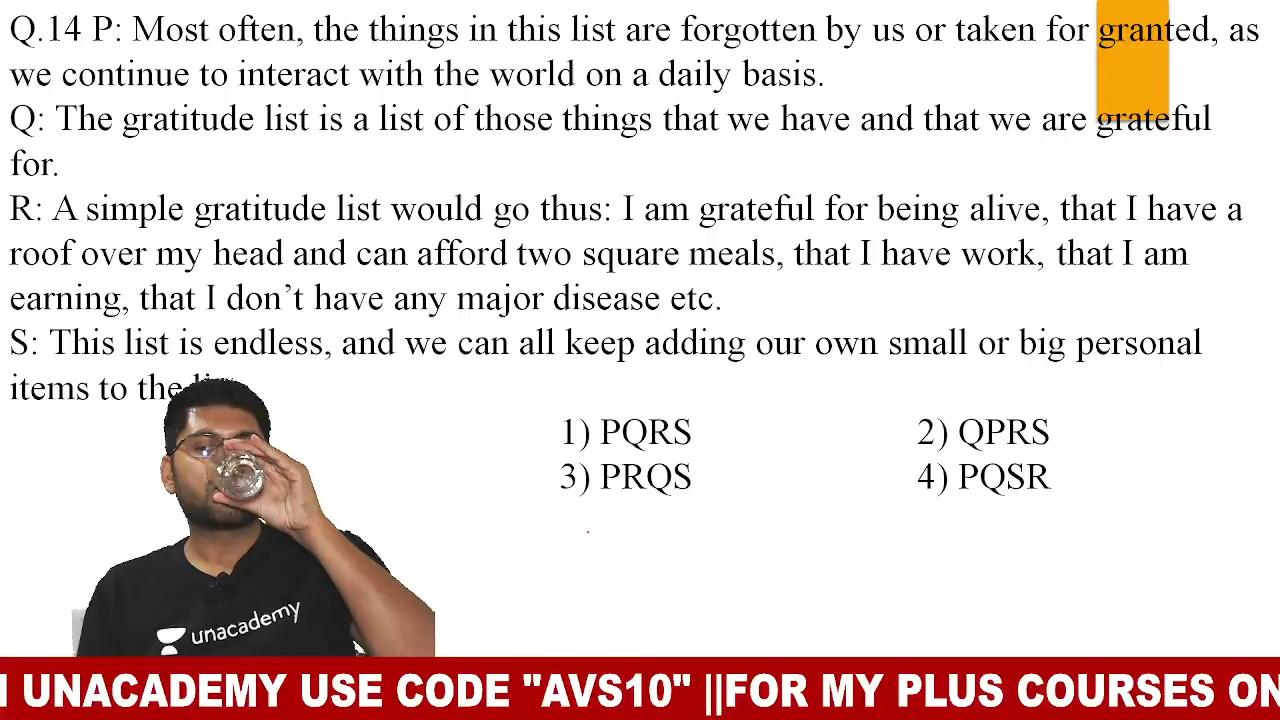 Q.14 P: Most often, the things in this list are forgotten by us or taken for granted, as
we continue to interact with the world on a daily basis.
Q: The gratitude list is a list of those things that we have and that we are grateful
for.
R: A simple gratitude list would go thus: I am grateful for being alive, that I have a
roof over my head and can afford two square meals, that I have work, that I am
earning, that I don’t have any major disease etc.
S: This list is endless, and we can all keep adding our own small or big personal
items to the
1) PQRS 2) QPRS
3) PRQS 4) PQSR
unacademy
UNACADEMY USE CODE "AVS10" ||FOR MY PLUS COURSES ON